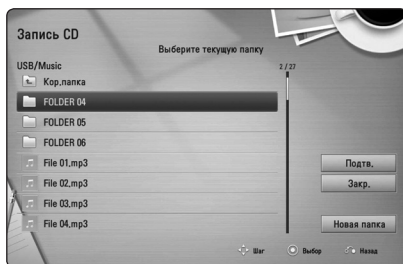 Запись CD
Выберите текущую папку
USB/Music
2 / 27
Кор.папка
FOLDER 04
FOLDER 05
FOLDER 06
File 01.mp3
File 02.mp3
File 03.mp3
File 04.mp3
Подтв.
Закр.
Новая папка
Шаг
Выбор
Назад